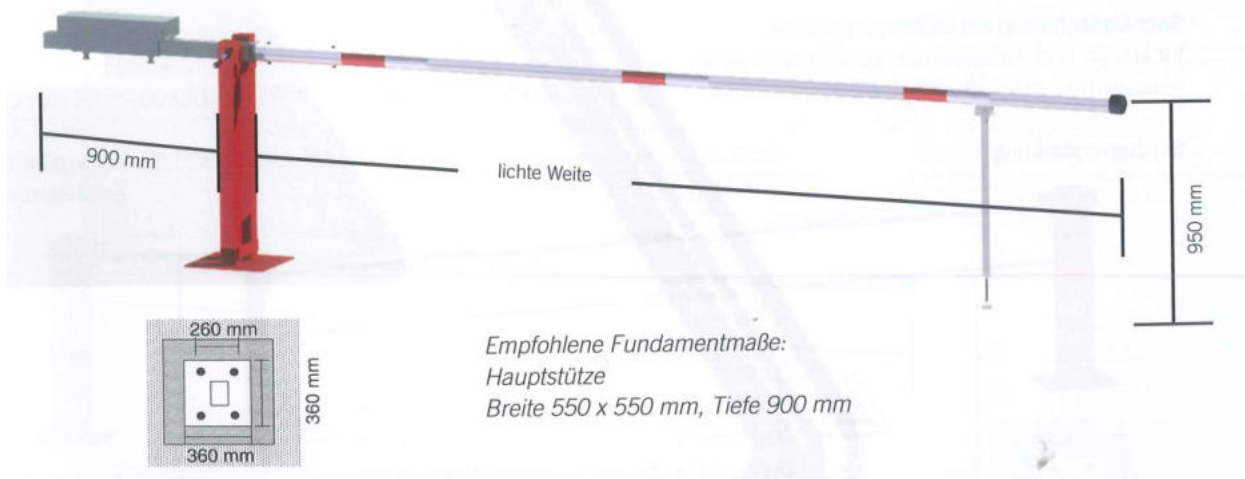 900 mm
lichte Weite
950 mm
260 mm
360 mm
360 mm
Empfohlene Fundamentmaße:
Hauptstütze
Breite 550 x 550 mm, Tiefe 900 mm